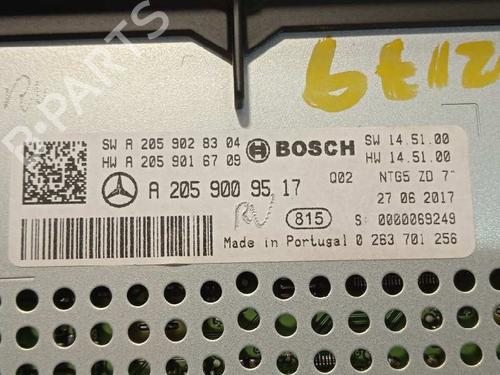 SW A 205 902 83 04
HW A 205 901 67 09
BOSCH
SW 14.51.00
HW 14.51.00
A 205 900 95 17
Q02
NTG5 ZD 7"
27 06 2017
815
S: 0000069249
Made in Portugal 0 263 701 256
R-PARTS